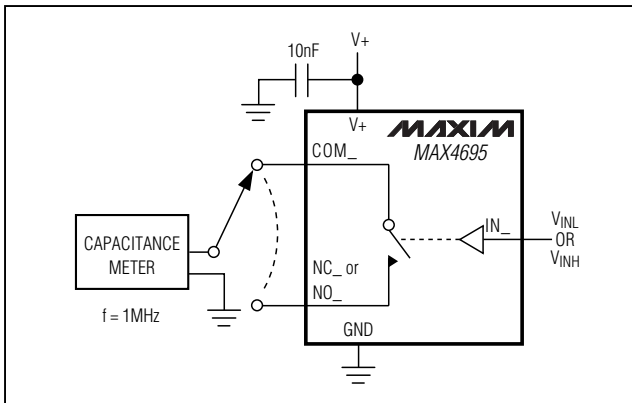 V+
10nF
V+
MAXIM
MAX4695
COM_
IN_
V_INL
OR
V_INH
CAPACITANCE
METER
NC_ or
NO_
f = 1MHz
GND